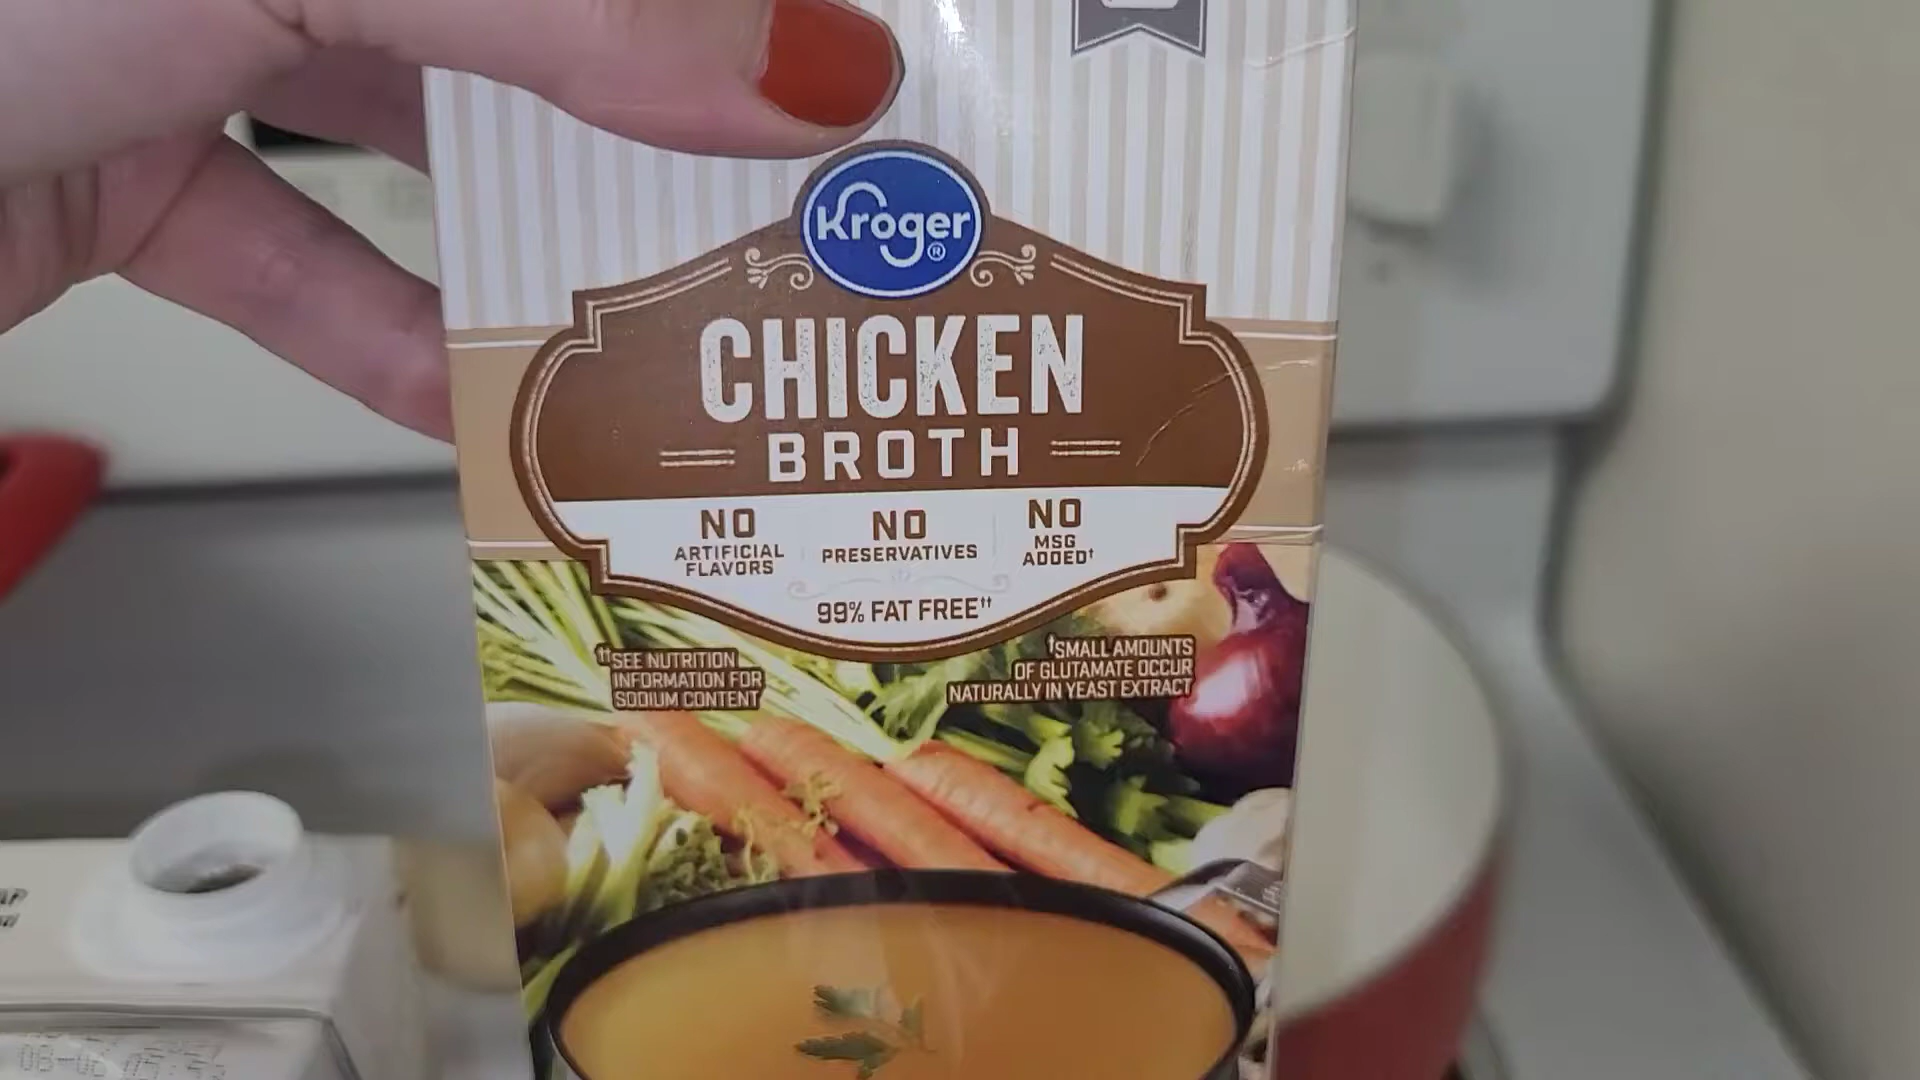 Kroger®
CHICKEN
BROTH
NO
ARTIFICIAL
FLAVORS
NO
PRESERVATIVES
NO
MSG
ADDED†
99% FAT FREE††
††SEE NUTRITION
INFORMATION FOR
SODIUM CONTENT
†SMALL AMOUNTS
OF GLUTAMATE OCCUR
NATURALLY IN YEAST EXTRACT